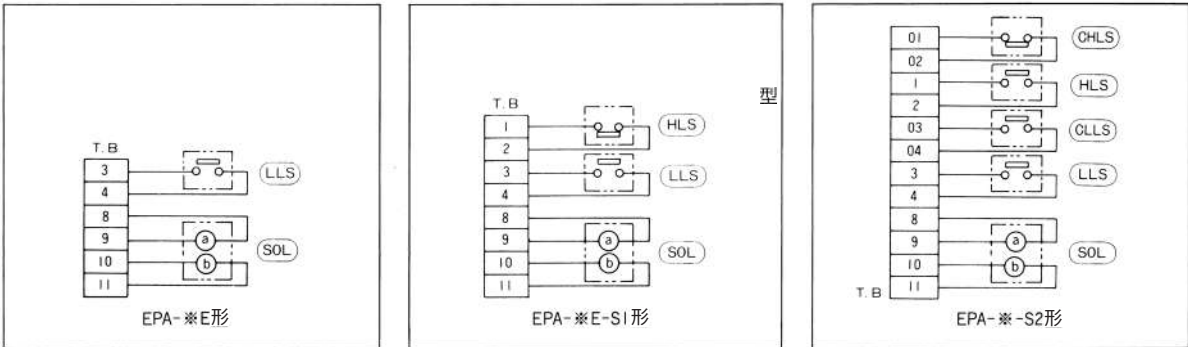 T.B
3
4
LLS
8
9
a
SOL
10
b
11
EPA-※E形
型
T.B
1
HLS
2
3
LLS
4
8
9
a
SOL
10
b
11
EPA-※E-S1形
01
CHLS
02
1
HLS
2
03
CLLS
04
3
LLS
4
8
9
a
SOL
10
b
T.B
11
EPA-※-S2形